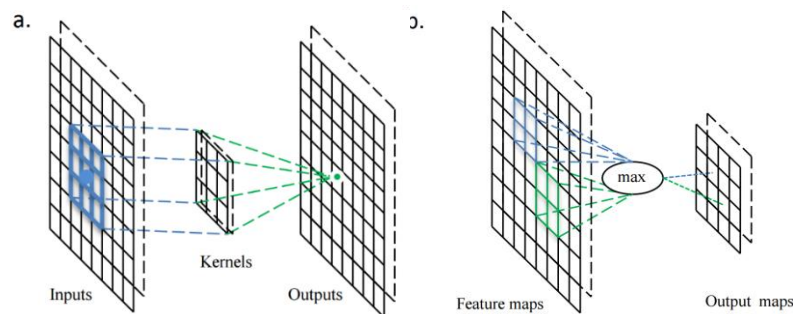 a.
Inputs
Kernels
Outputs
b.
max
Feature maps
Output maps